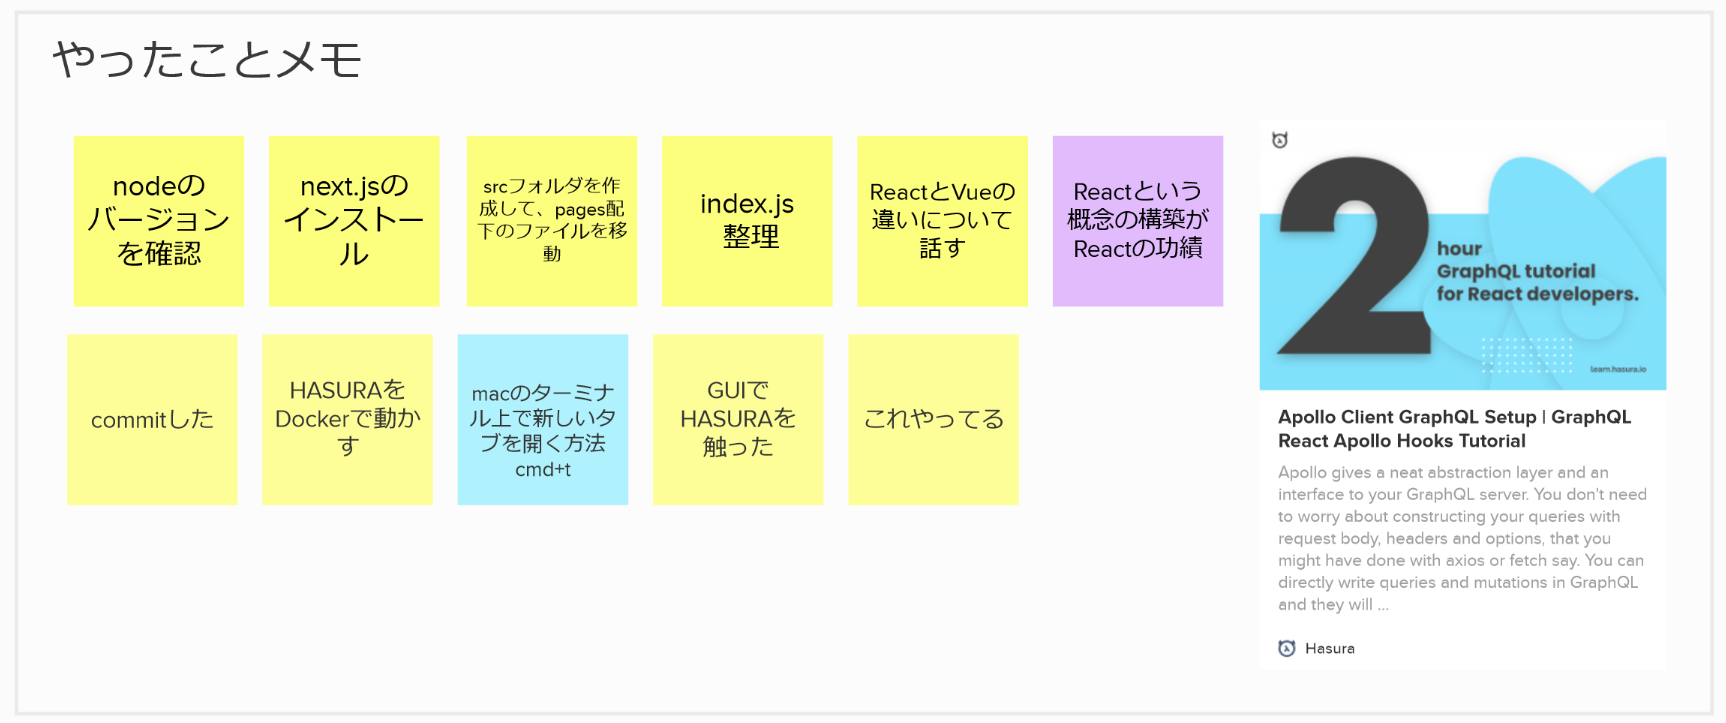 やったことメモ
nodeの
バージョン
を確認
next.jsの
インストー
ル
srcフォルダを作
成して、pages配
下のファイルを移
動
index.js
整理
ReactとVueの
違いについて
話す
Reactという
概念の構築が
Reactの功績
commitした
HASURAを
Dockerで動か
す
macのターミナ
ル上で新しいタ
ブを開く方法
cmd+t
GUIで
HASURAを
触った
これやってる
2
hour
GraphQL tutorial
for React developers.
learn.hasura.io
Apollo Client GraphQL Setup | GraphQL
React Apollo Hooks Tutorial
Apollo gives a neat abstraction layer and an
interface to your GraphQL server. You don't need
to worry about constructing your queries with
request body, headers and options, that you
might have done with axios or fetch say. You can
directly write queries and mutations in GraphQL
and they will ...
Hasura